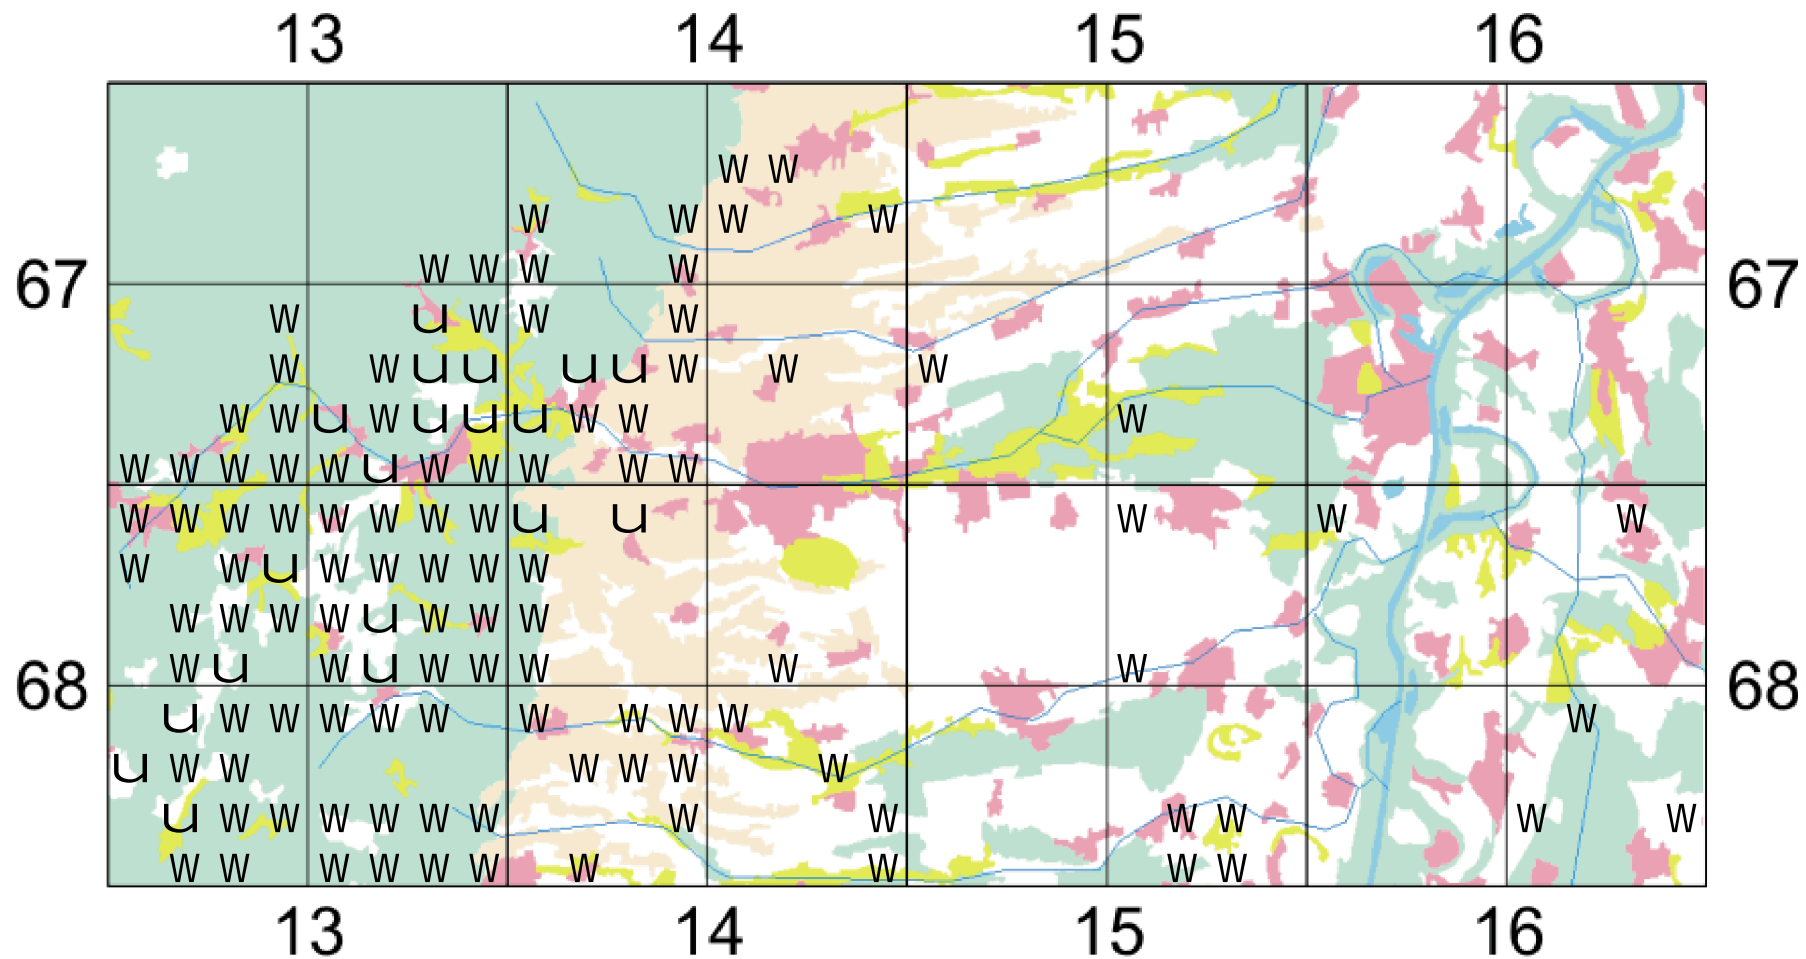 13 14 15 16
W W
W W W W
W W W W
67 67
W u W W W
W W u u u u W W W
W W u W u u u W W W
W W W W W u W W W W W
W W W W W W W W u u W W W
W W u W W W W W
W W W W u W W W
W u W u W W W W W
68 68
u W W W W W W W W W W
u W W W W W W
u W W W W W W W W W W W W
W W W W W W W W W W
13 14 15 16